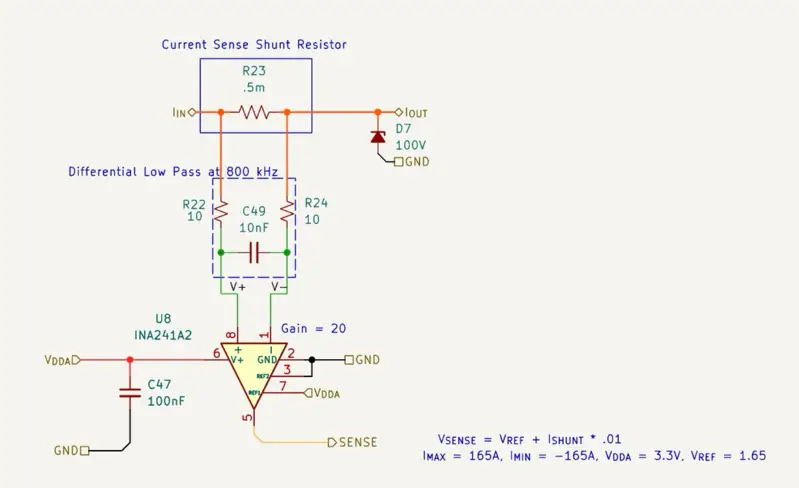 Current Sense Shunt Resistor
R23
.5m
IIN
IOUT
D7
100V
GND
Differential Low Pass at 800 kHz
R22
10
C49
10nF
R24
10
V+
V-
U8
INA241A2
Gain = 20
8
1
+
-
VDDA
6
V+
GND
2
GND
REF2
3
REF1
7
VDDA
C47
100nF
5
SENSE
GND
VSENSE = VREF + ISHUNT * .01
IMAX = 165A, IMIN = -165A, VDDA = 3.3V, VREF = 1.65